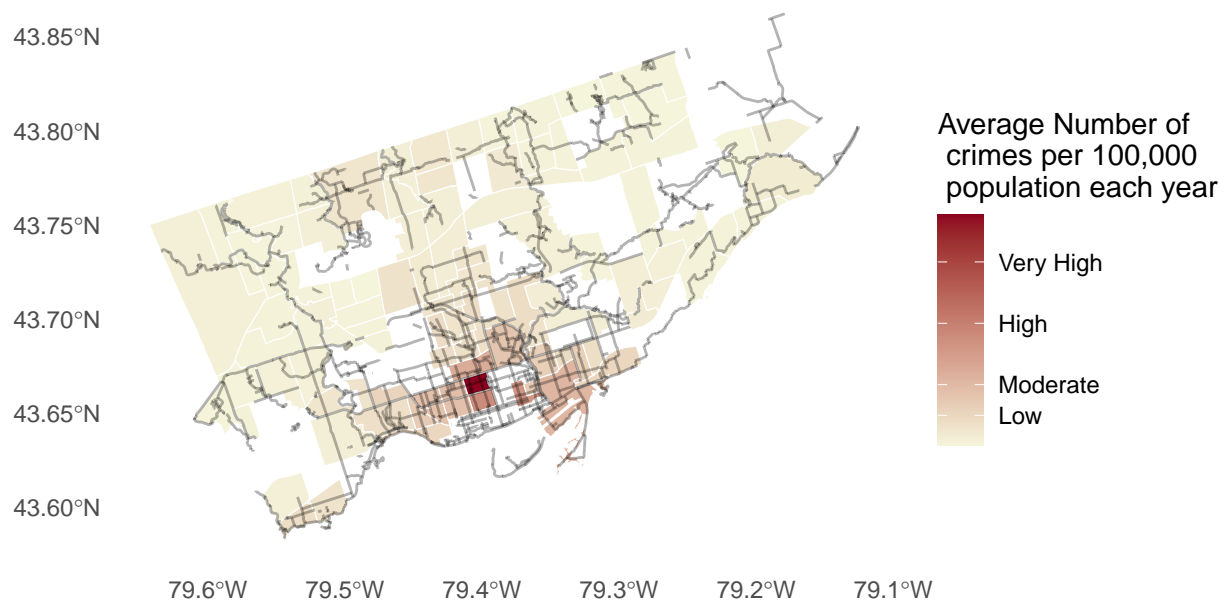 43.85°N
43.80°N
43.75°N
43.70°N
43.65°N
43.60°N
79.6°W
79.5°W
79.4°W
79.3°W
79.2°W
79.1°W
Average Number of
crimes per 100,000
population each year
Very High
High
Moderate
Low